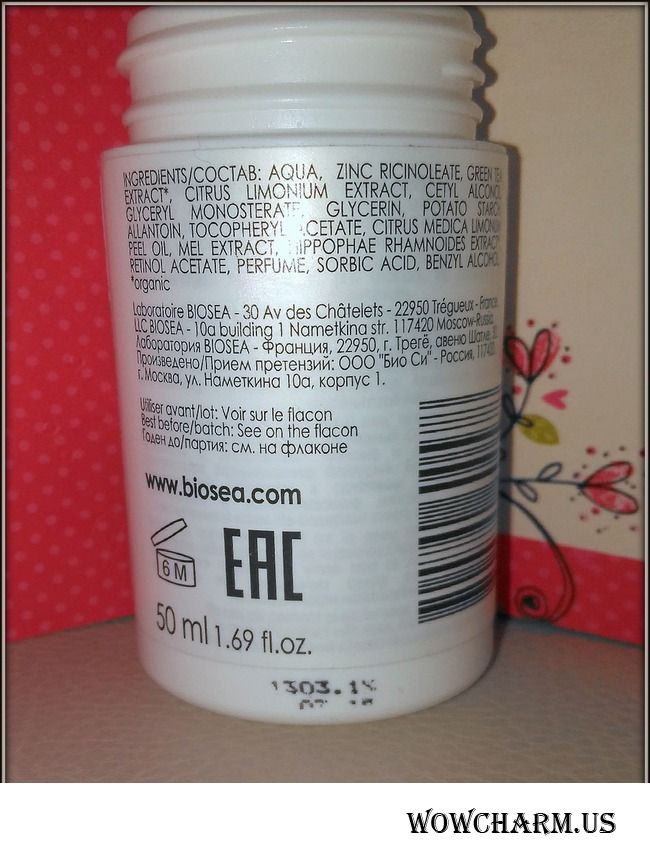 INGREDIENTS/СОСТАВ: AQUA, ZINC RICINOLEATE, GREEN TEA
EXTRACT*, CITRUS LIMONIUM EXTRACT, CETYL ALCOHOL
GLYCERYL MONOSTERATE, GLYCERIN, POTATO STARCH
ALLANTOIN, TOCOPHERYL ACETATE, CITRUS MEDICA LIMONUM
PEEL OIL, MEL EXTRACT, HIPPOPHAE RHAMNOIDES EXTRACT
RETINOL ACETATE, PERFUME, SORBIC ACID, BENZYL ALCOHOL
*organic
Laboratoire BIOSEA - 30 Av des Châtelets - 22950 Trégueux - France.
LLC BIOSEA - 10a building 1 Nametkina str. 117420 Moscow-Russia.
Лаборатория BIOSEA - Франция, 22950, г. Трегё, авеню Шатле, 30.
Произведено/Прием претензий: ООО "Био Си" - Россия, 117420,
г. Москва, ул. Наметкина 10а, корпус 1.
Utiliser avant/lot: Voir sur le flacon
Best before/batch: See on the flacon
Годен до/партия: см. на флаконе
www.biosea.com
6 M
EAC
50 ml 1.69 fl.oz.
WOWCHARM.US